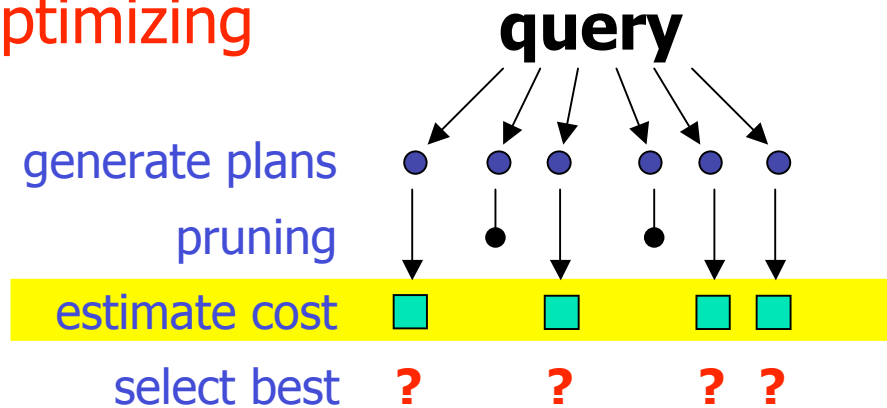 ptimizing
query
generate plans
pruning
estimate cost
select best ? ? ? ?